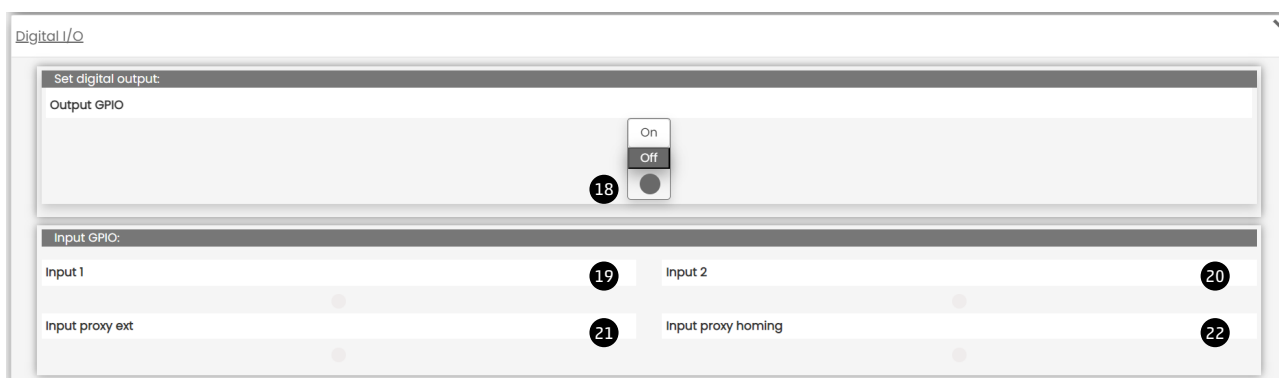 Digital I/O
Set digital output:
Output GPIO
On
Off
18
Input GPIO:
Input 1
19
Input 2
20
Input proxy ext
21
Input proxy homing
22